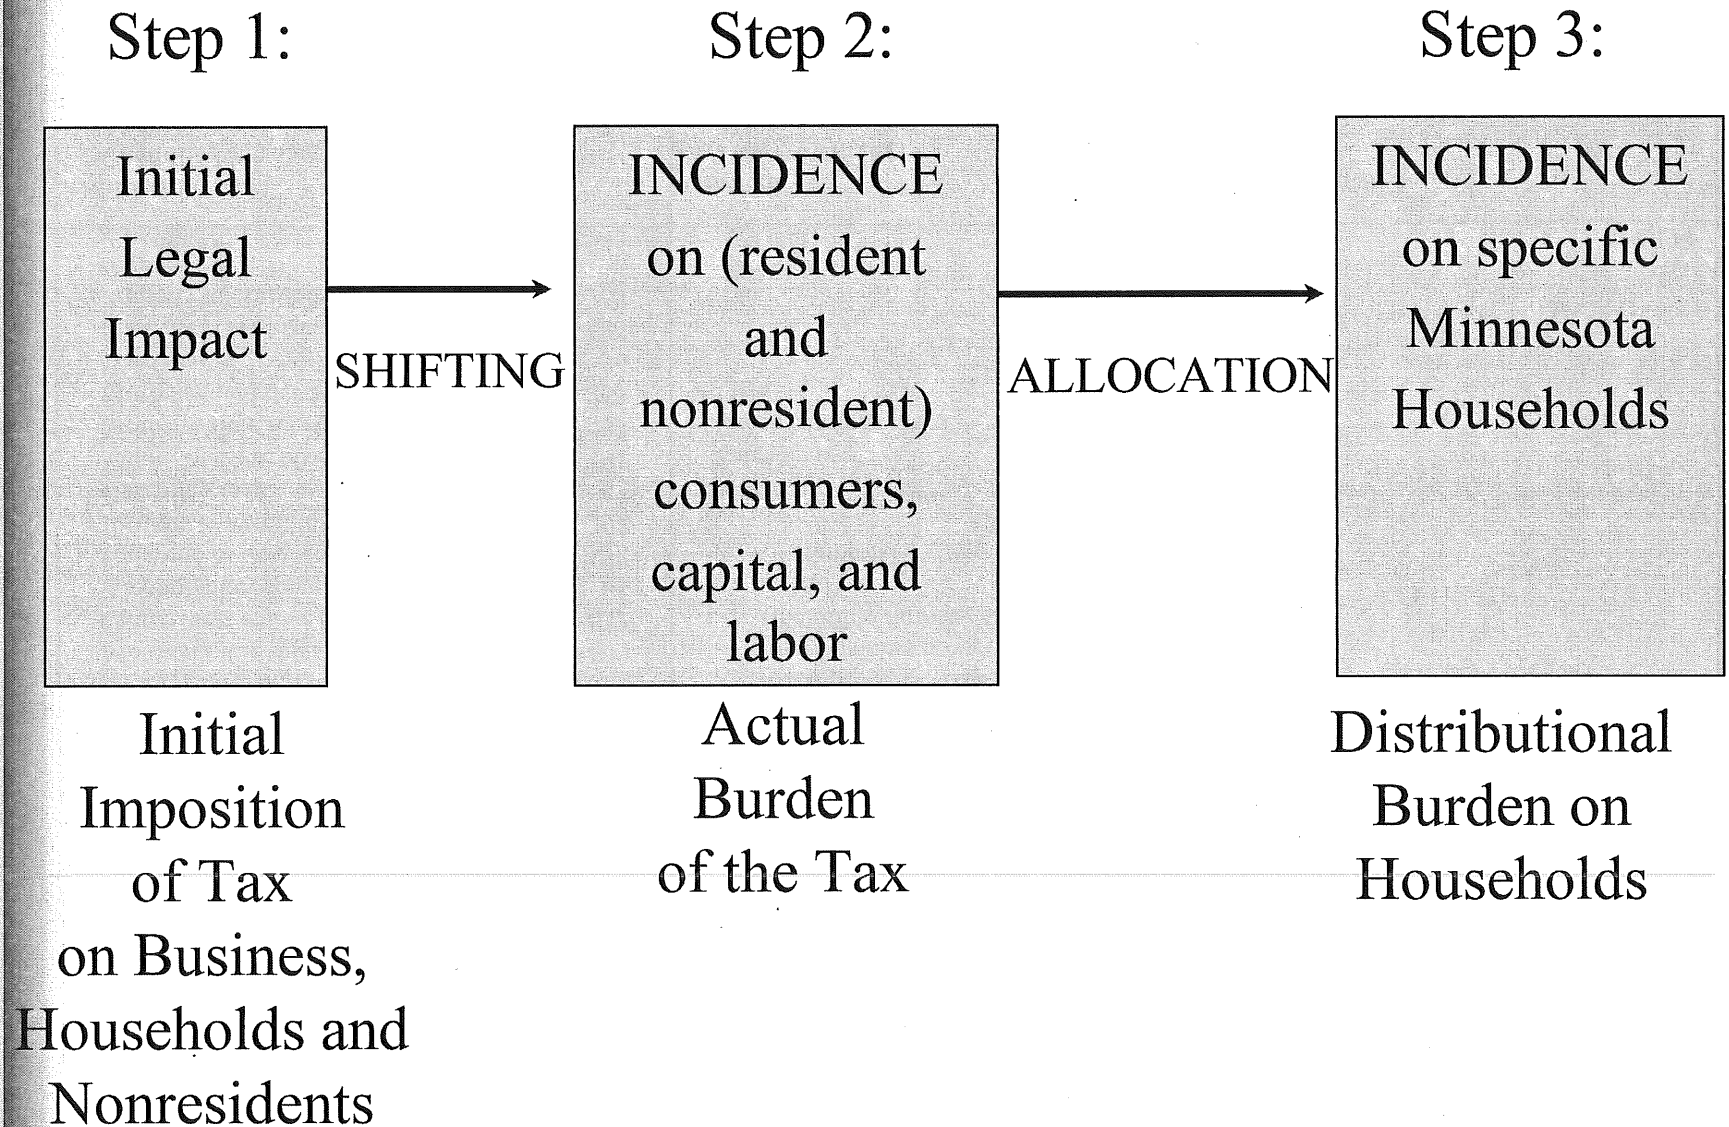 Step 1:
Initial
Legal
Impact
Initial
Imposition
of Tax
on Business,
Households and
Nonresidents
SHIFTING
Step 2:
INCIDENCE
on (resident
and
nonresident)
consumers,
capital, and
labor
Actual
Burden
of the Tax
ALLOCATION
Step 3:
INCIDENCE
on specific
Minnesota
Households
Distributional
Burden on
Households